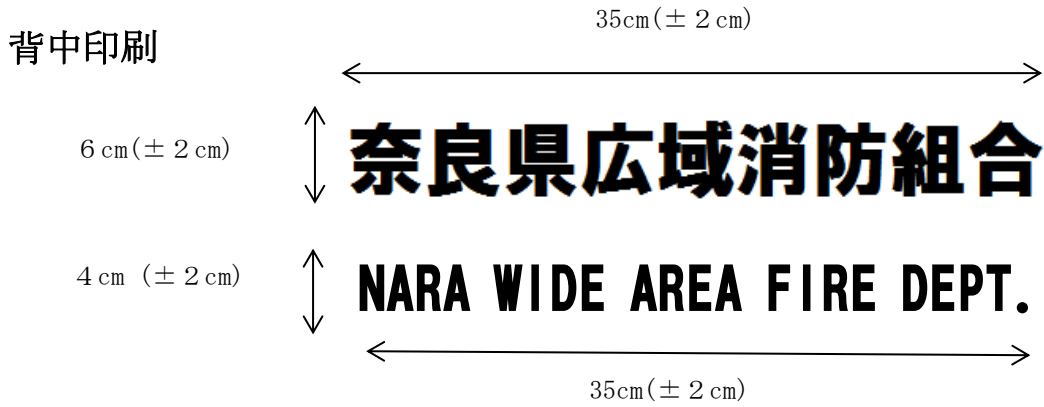 35cm(±２cm)
背中印刷
６cm(±２cm)
奈良県広域消防組合
４cm (±２cm)
NARA WIDE AREA FIRE DEPT.
35cm(±２cm)